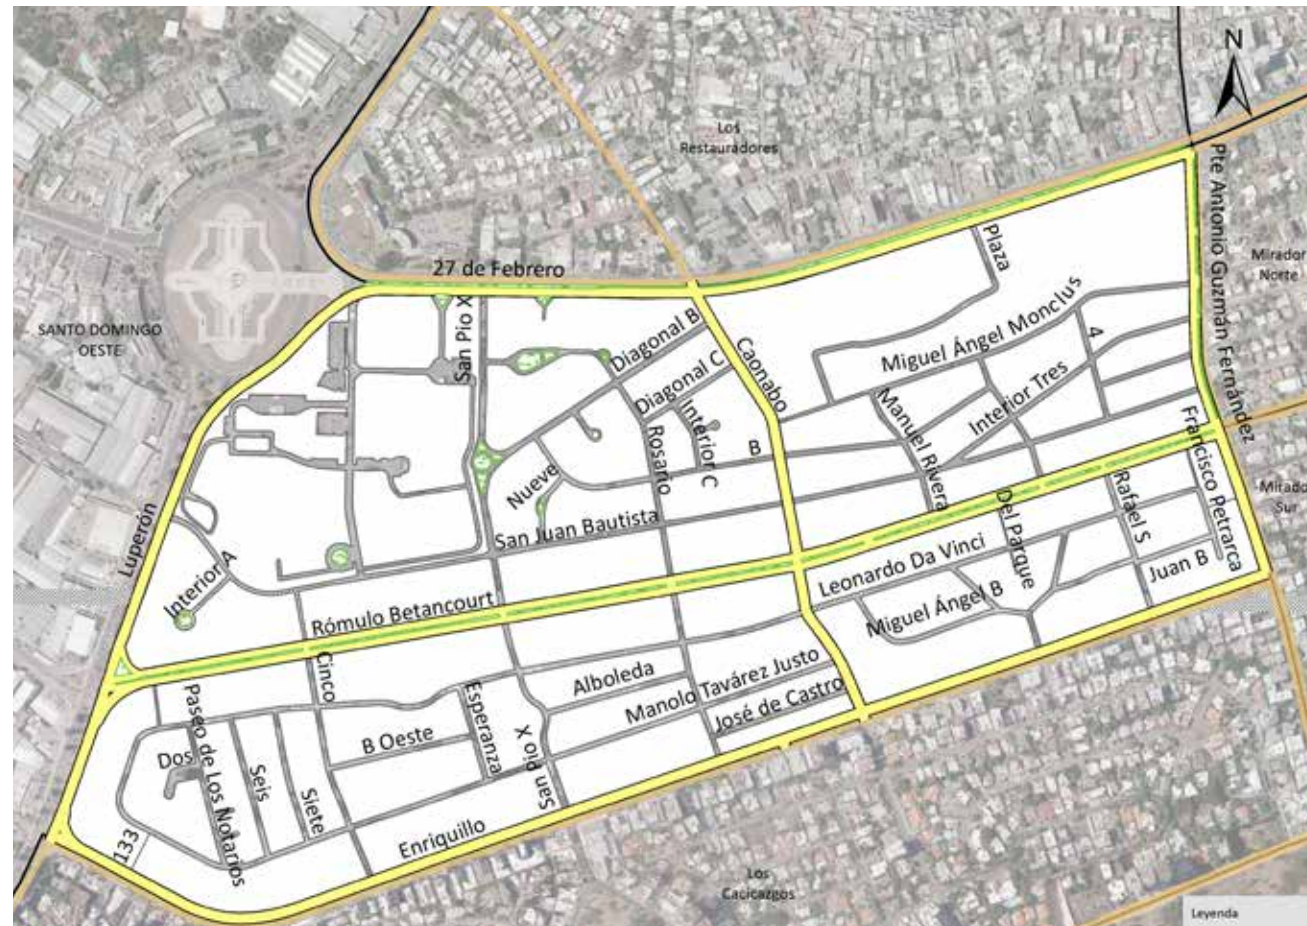 N
Los
Restauradores
Pte Antonio Guzmán Fernández
Plaza
Mirador
Norte
27 de Febrero
SANTO DOMINGO
OESTE
San Pio X
Diagonal B
Caonabo
Miguel Ángel Monclus
4
Diagonal C
Interior Tres
Interior C
Manuel Rivera
Francisco Petrarca
Rosario
B
Nueve
Mirado
Sur
Luperón
San Juan Bautista
Del Parque
Rafael S
Interior A
Leonardo Da Vinci
Juan B
Rómulo Betancourt
Miguel Ángel B
Cinco
Alboleda
Manolo Tavárez Justo
Paseo de Los Notarios
Esperanza
José de Castro
B Oeste
San Pio X
Dos
Seis
Siete
133
Enriquillo
Los
Cacicazgos
Leyenda